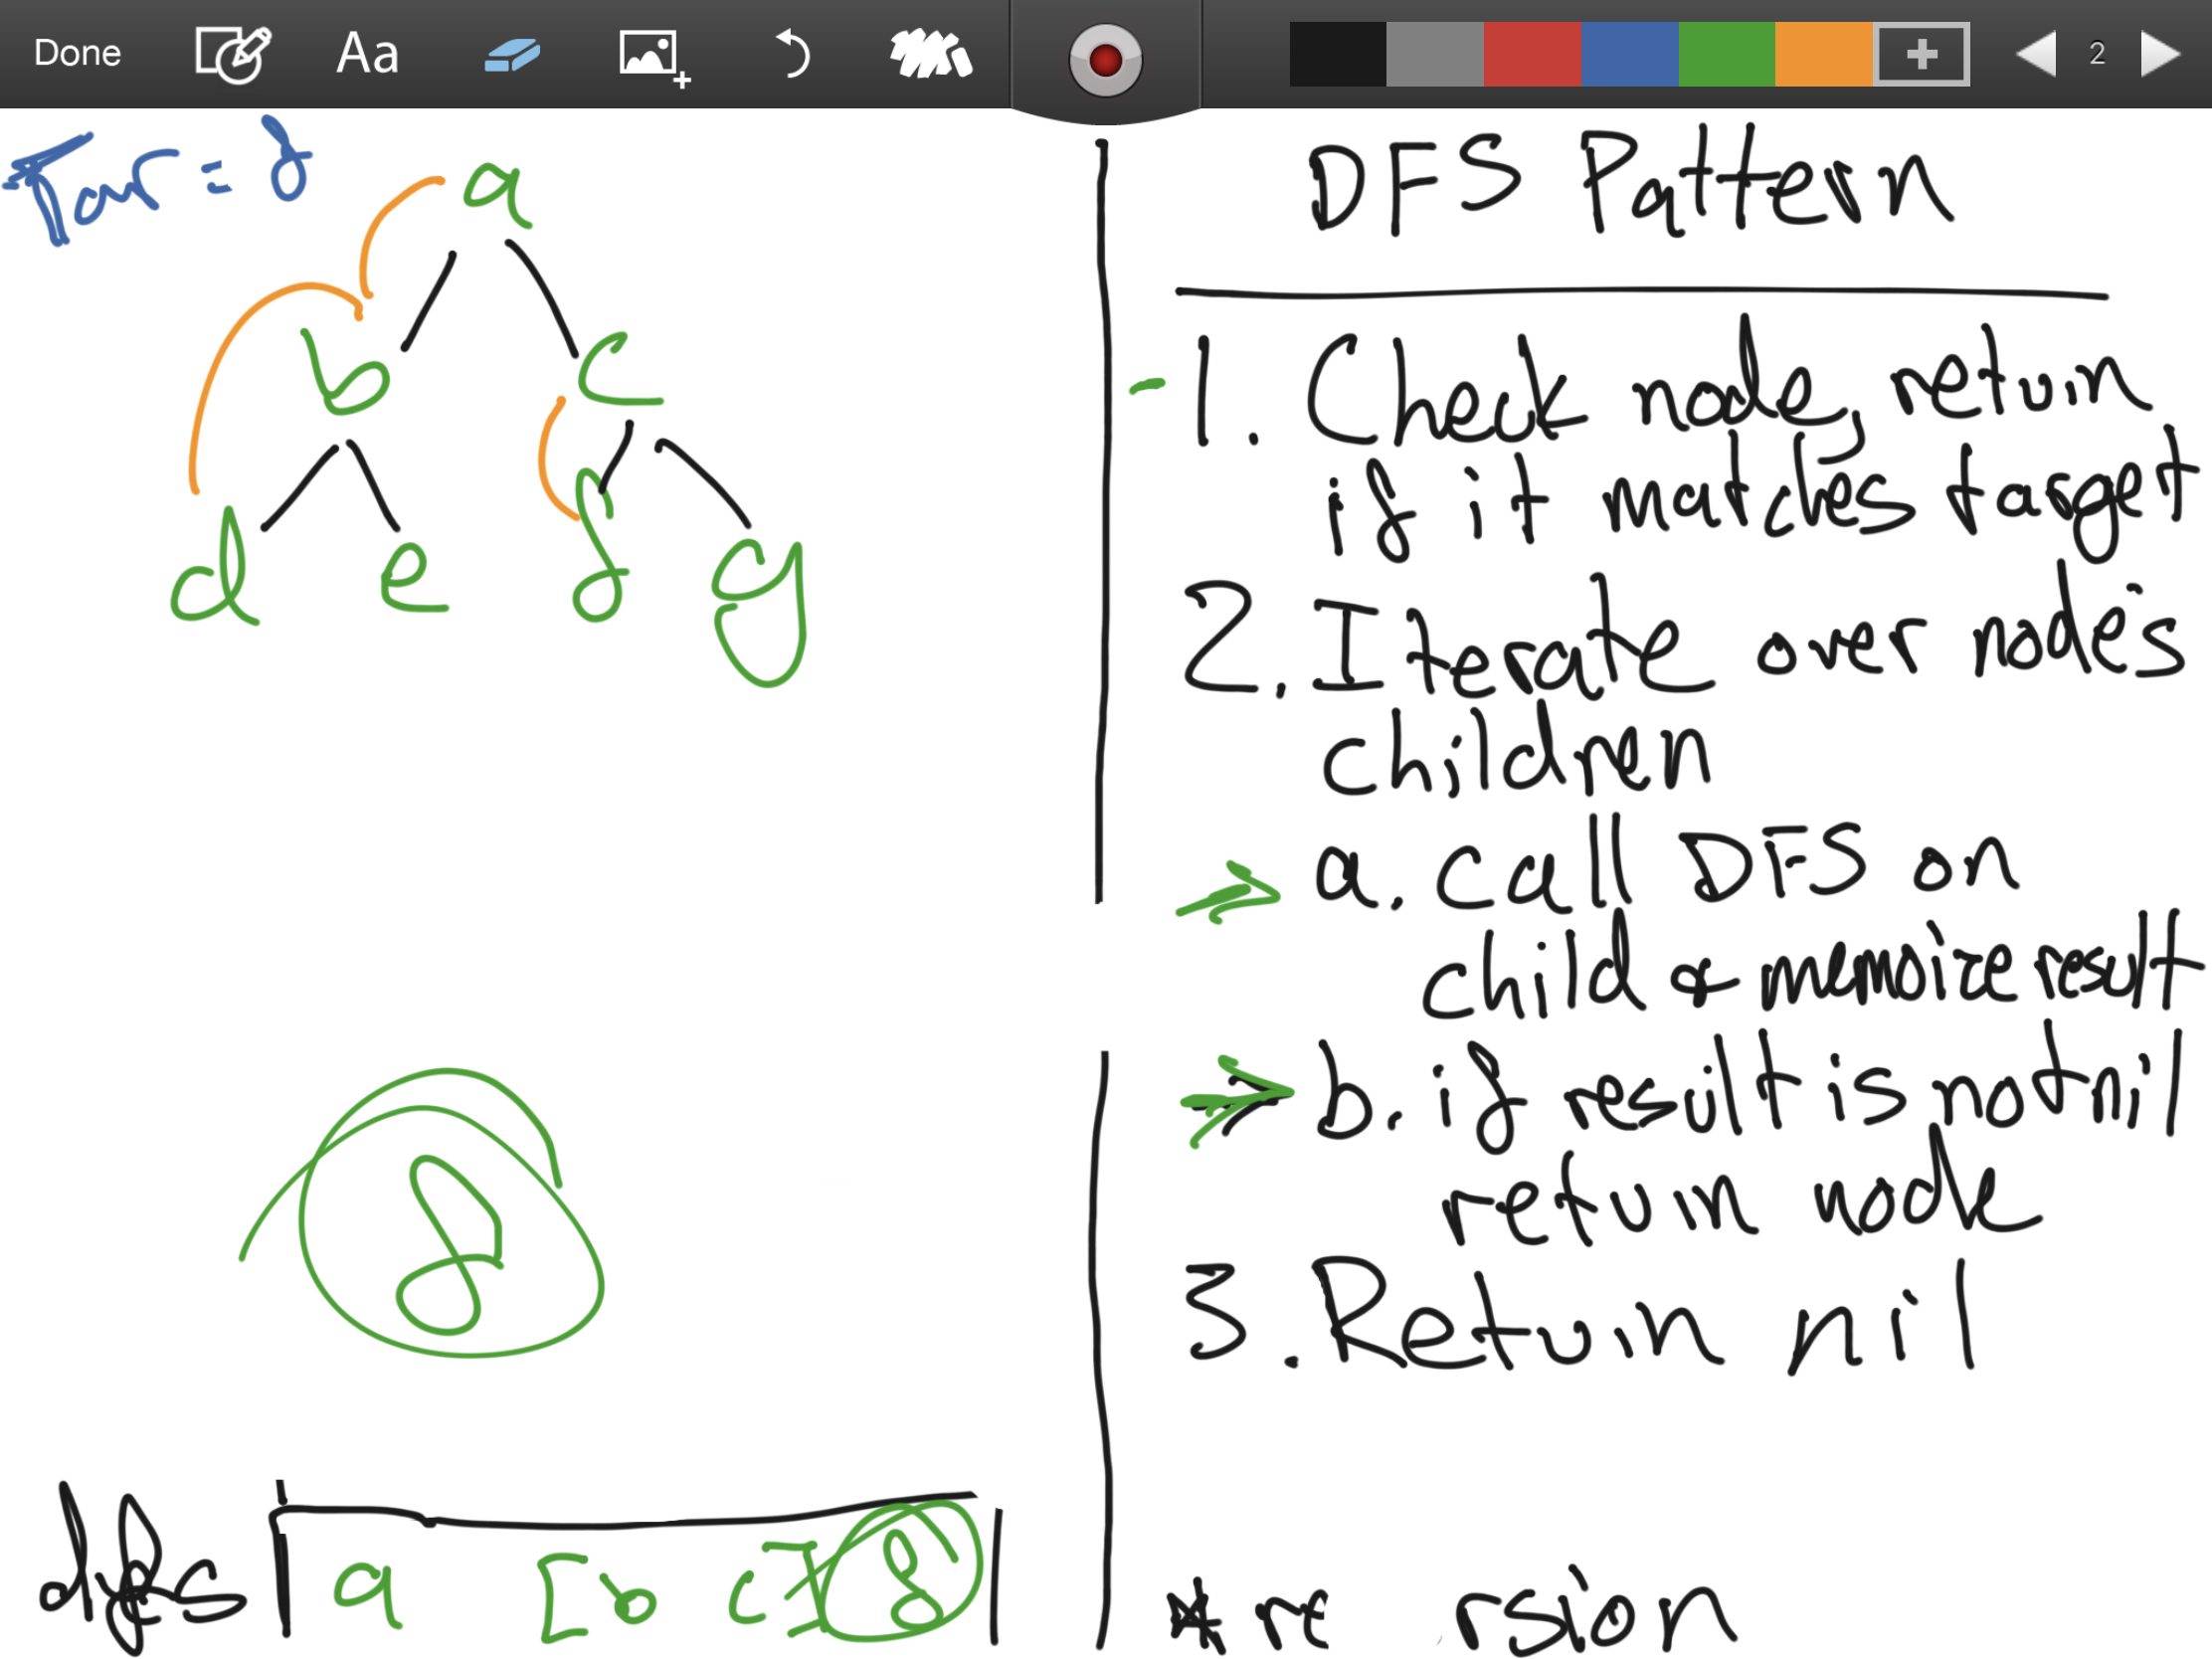 Done Aa 2
Tar = f
a
b c
d e f g
f
dfs a [b c] f
DFS Pattern
1. Check node, return
if it matches target
2. Iterate over node's
children
a. call DFS on
child & memoize result
b. if result is not nil
return node
3. Return nil
* re rsion